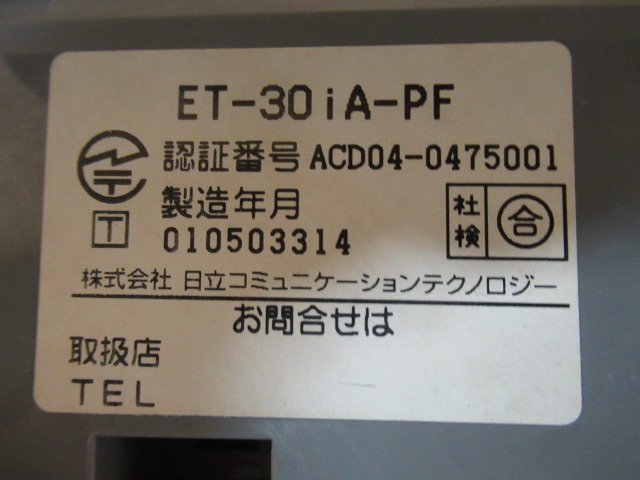 ET-30iA-PF
認証番号 ACD04-0475001
T
製造年月
010503314
社検 合
株式会社 日立コミュニケーションテクノロジー
お問合せは
取扱店
TEL